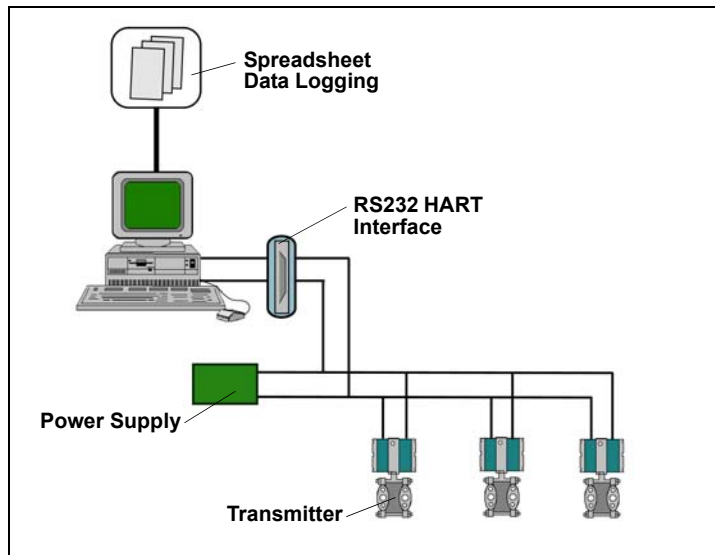 Spreadsheet
Data Logging
RS232 HART
Interface
Power Supply
Transmitter